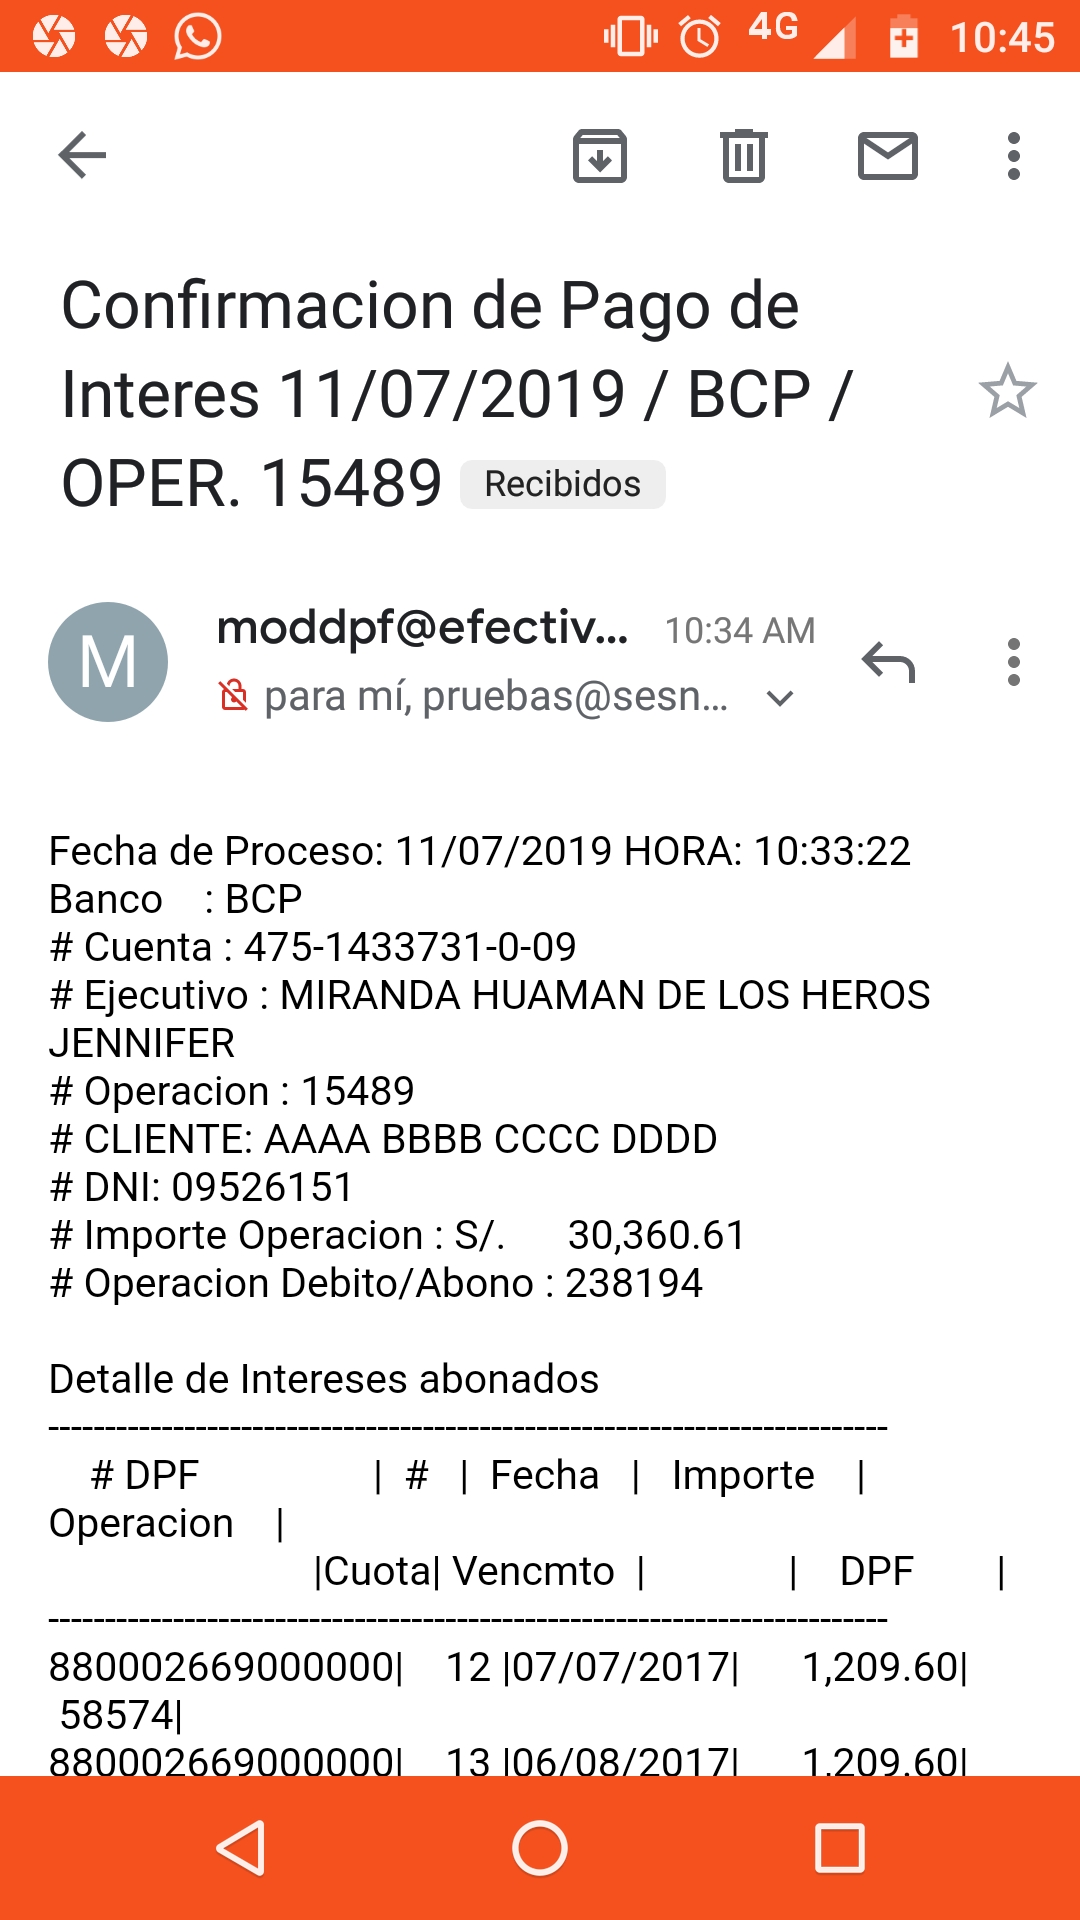 4G 10:45
Confirmacion de Pago de
Interes 11/07/2019 / BCP /
OPER. 15489 Recibidos
M
moddpf@efectiv... 10:34 AM
para mí, pruebas@sesn...
Fecha de Proceso: 11/07/2019 HORA: 10:33:22
Banco : BCP
# Cuenta : 475-1433731-0-09
# Ejecutivo : MIRANDA HUAMAN DE LOS HEROS
JENNIFER
# Operacion : 15489
# CLIENTE: AAAA BBBB CCCC DDDD
# DNI: 09526151
# Importe Operacion : S/. 30,360.61
# Operacion Debito/Abono : 238194
Detalle de Intereses abonados
---------------------------------------------------------------------------
# DPF | # | Fecha | Importe |
Operacion |
|Cuota| Vencmto | | DPF |
---------------------------------------------------------------------------
880002669000000| 12 |07/07/2017| 1,209.60|
58574|
880002669000000| 13 |06/08/2017| 1,209.60|